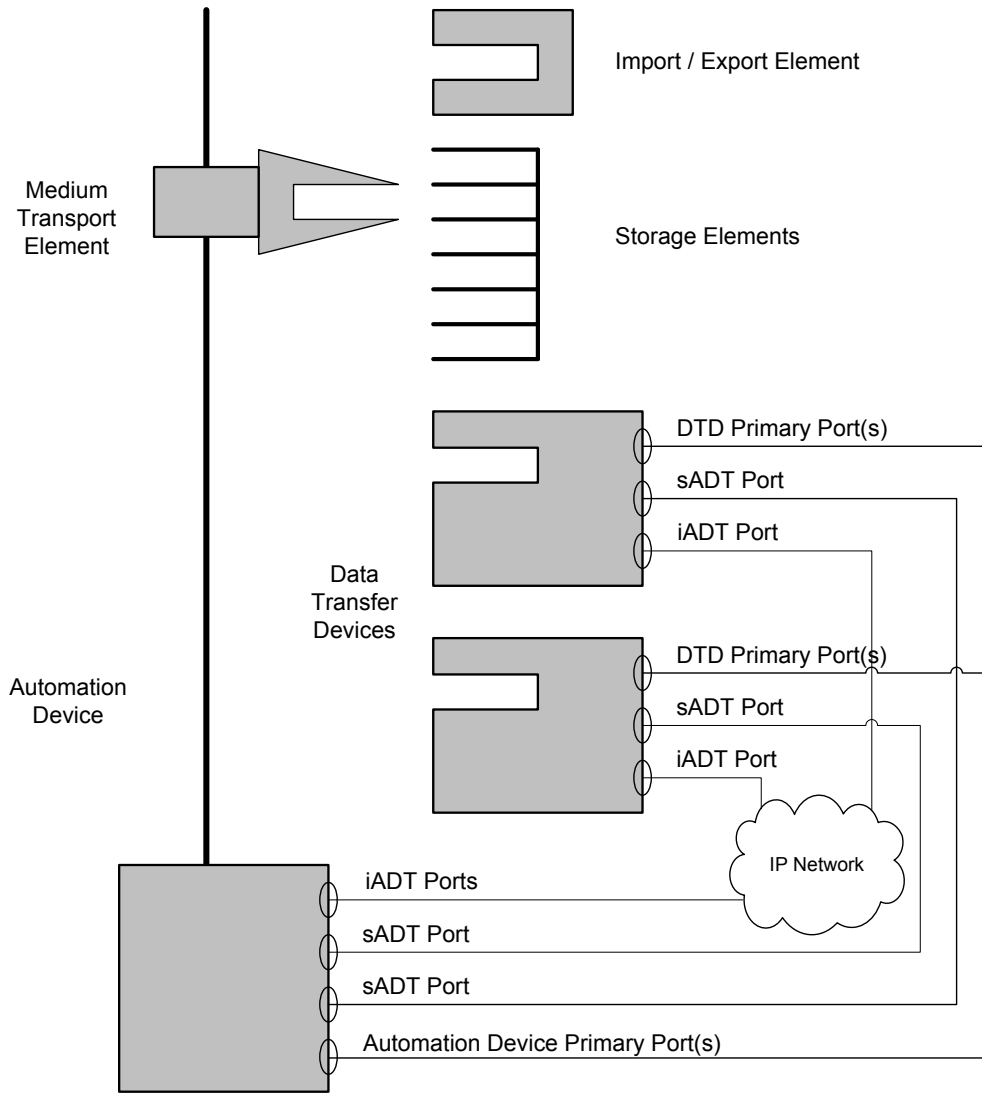 Import / Export Element
Medium
Transport
Element
Storage Elements
DTD Primary Port(s)
sADT Port
iADT Port
Data
Transfer
Devices
DTD Primary Port(s)
sADT Port
iADT Port
Automation
Device
IP Network
iADT Ports
sADT Port
sADT Port
Automation Device Primary Port(s)